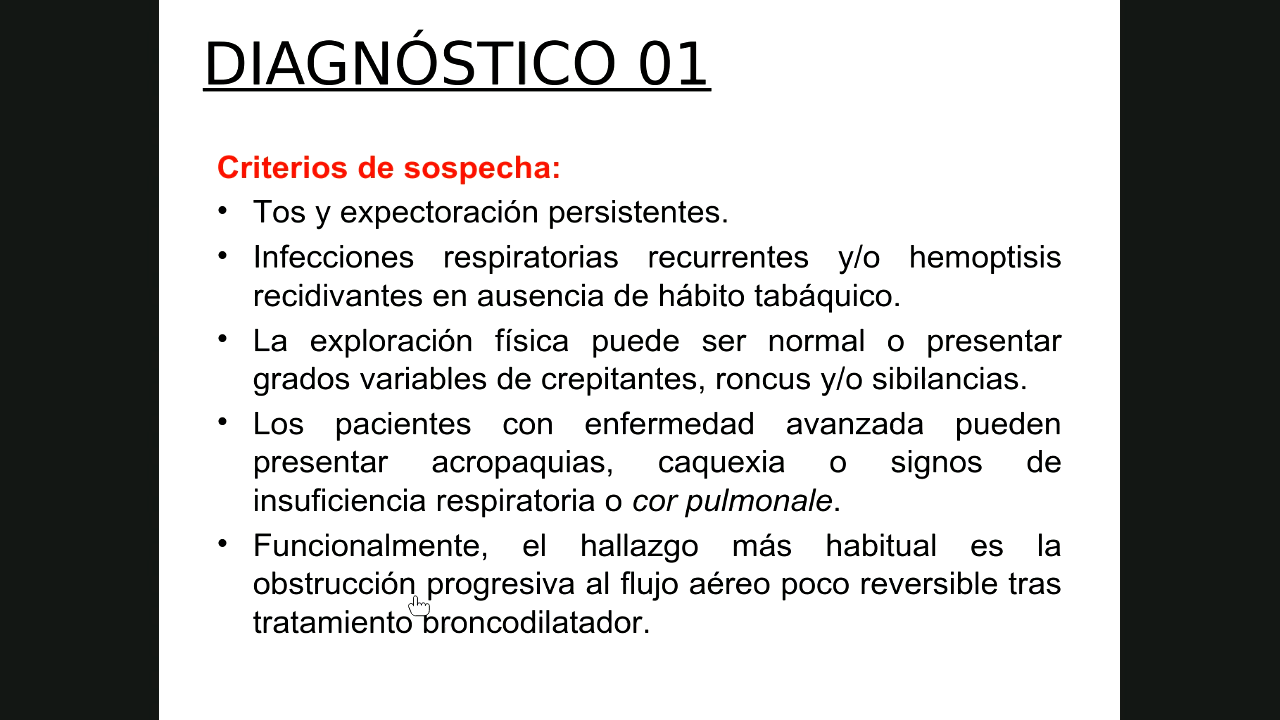 DIAGNÓSTICO 01
Criterios de sospecha:
• Tos y expectoración persistentes.
• Infecciones respiratorias recurrentes y/o hemoptisis
recidivantes en ausencia de hábito tabáquico.
• La exploración física puede ser normal o presentar
grados variables de crepitantes, roncus y/o sibilancias.
• Los pacientes con enfermedad avanzada pueden
presentar acropaquias, caquexia o signos de
insuficiencia respiratoria o cor pulmonale.
• Funcionalmente, el hallazgo más habitual es la
obstrucción progresiva al flujo aéreo poco reversible tras
tratamiento broncodilatador.